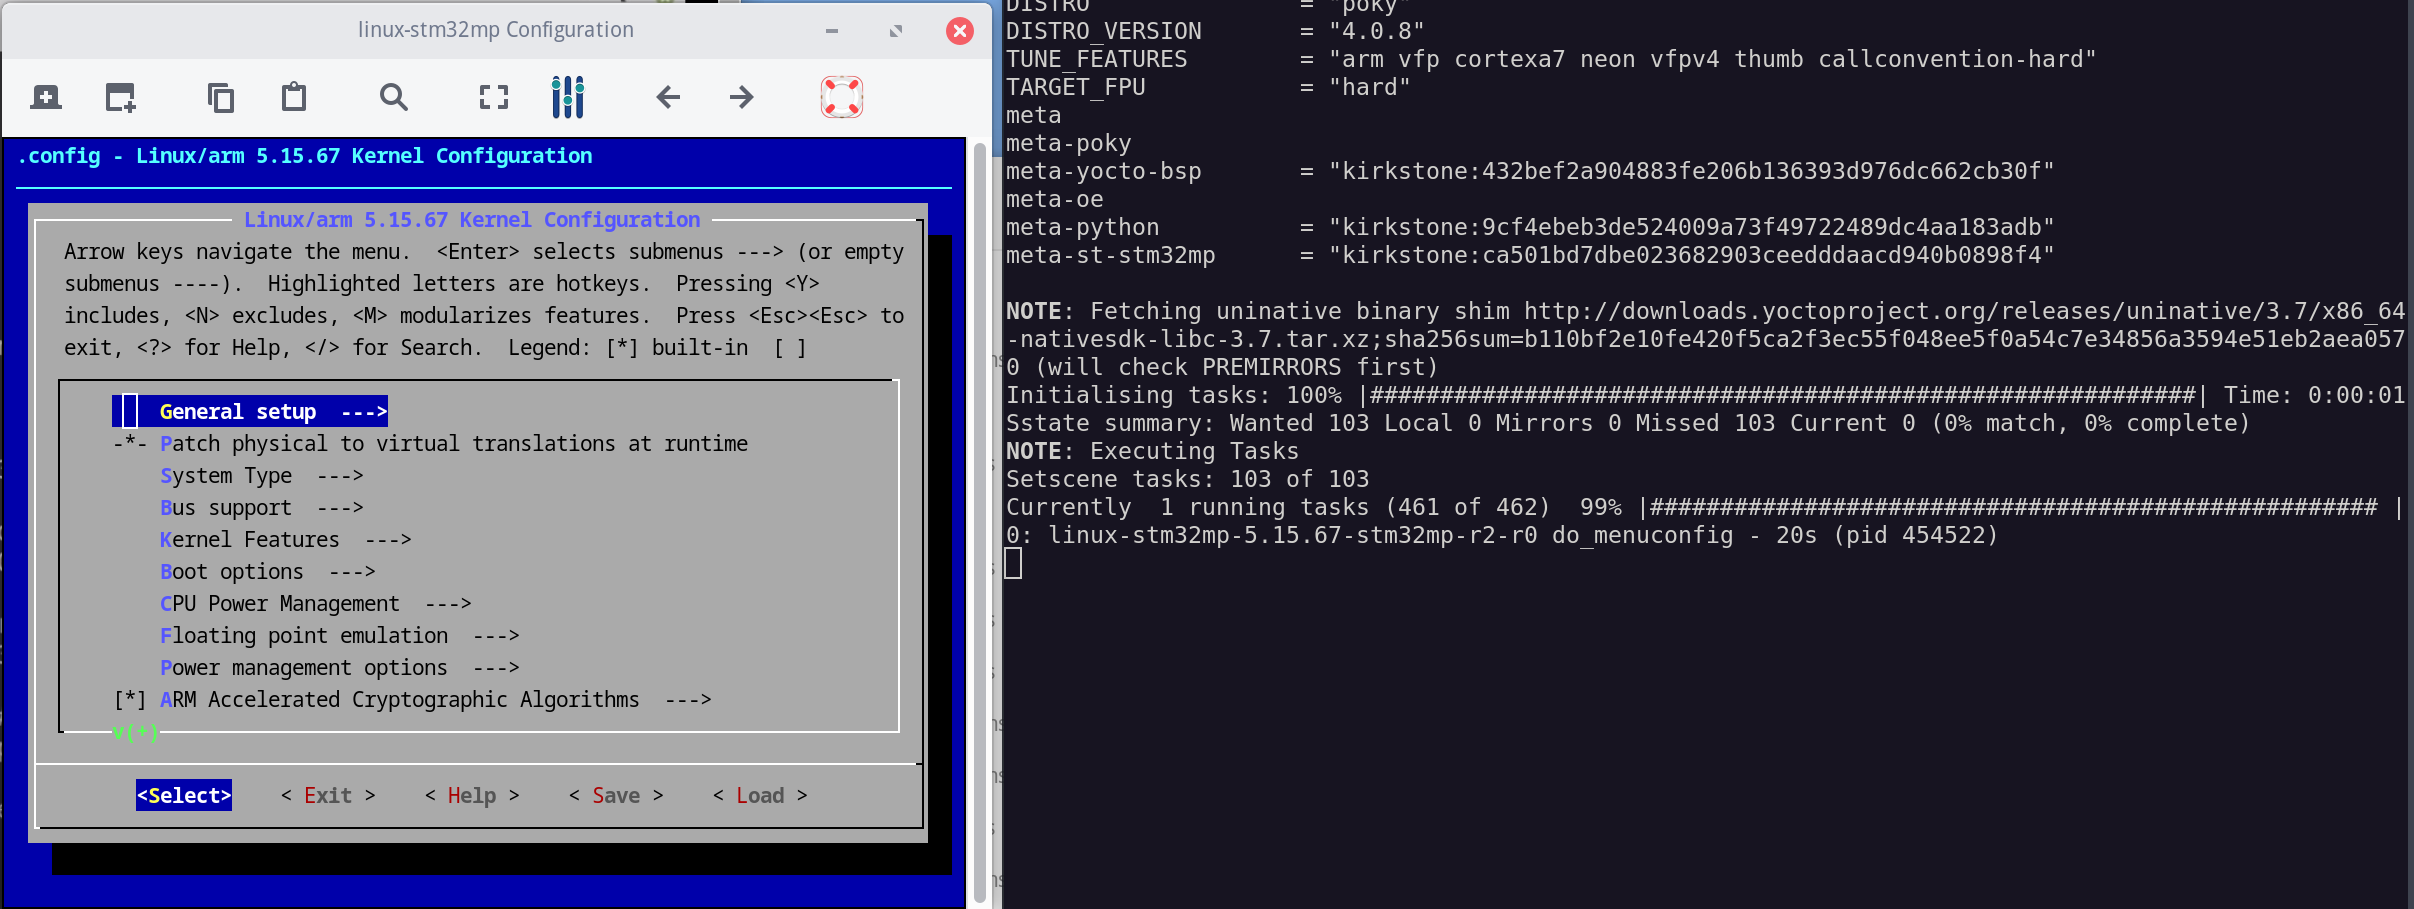 linux-stm32mp Configuration
.config - Linux/arm 5.15.67 Kernel Configuration
Linux/arm 5.15.67 Kernel Configuration
Arrow keys navigate the menu.  <Enter> selects submenus ---> (or empty
submenus ----).  Highlighted letters are hotkeys.  Pressing <Y>
includes, <N> excludes, <M> modularizes features.  Press <Esc><Esc> to
exit, <?> for Help, </> for Search.  Legend: [*] built-in  [ ]
General setup  --->
-*- Patch physical to virtual translations at runtime
System Type  --->
Bus support  --->
Kernel Features  --->
Boot options  --->
CPU Power Management  --->
Floating point emulation  --->
Power management options  --->
[*] ARM Accelerated Cryptographic Algorithms  --->
v(+)
<Select>    < Exit >    < Help >    < Save >    < Load >
DISTRO               = "poky"
DISTRO_VERSION       = "4.0.8"
TUNE_FEATURES        = "arm vfp cortexa7 neon vfpv4 thumb callconvention-hard"
TARGET_FPU           = "hard"
meta
meta-poky
meta-yocto-bsp       = "kirkstone:432bef2a904883fe206b136393d976dc662cb30f"
meta-oe
meta-python          = "kirkstone:9cf4ebeb3de524009a73f49722489dc4aa183adb"
meta-st-stm32mp      = "kirkstone:ca501bd7dbe023682903ceedddaacd940b0898f4"
NOTE: Fetching uninative binary shim http://downloads.yoctoproject.org/releases/uninative/3.7/x86_64
-nativesdk-libc-3.7.tar.xz;sha256sum=b110bf2e10fe420f5ca2f3ec55f048ee5f0a54c7e34856a3594e51eb2aea057
0 (will check PREMIRRORS first)
Initialising tasks: 100% |###########################################################| Time: 0:00:01
Sstate summary: Wanted 103 Local 0 Mirrors 0 Missed 103 Current 0 (0% match, 0% complete)
NOTE: Executing Tasks
Setscene tasks: 103 of 103
Currently  1 running tasks (461 of 462)  99% |#################################################### |
0: linux-stm32mp-5.15.67-stm32mp-r2-r0 do_menuconfig - 20s (pid 454522)